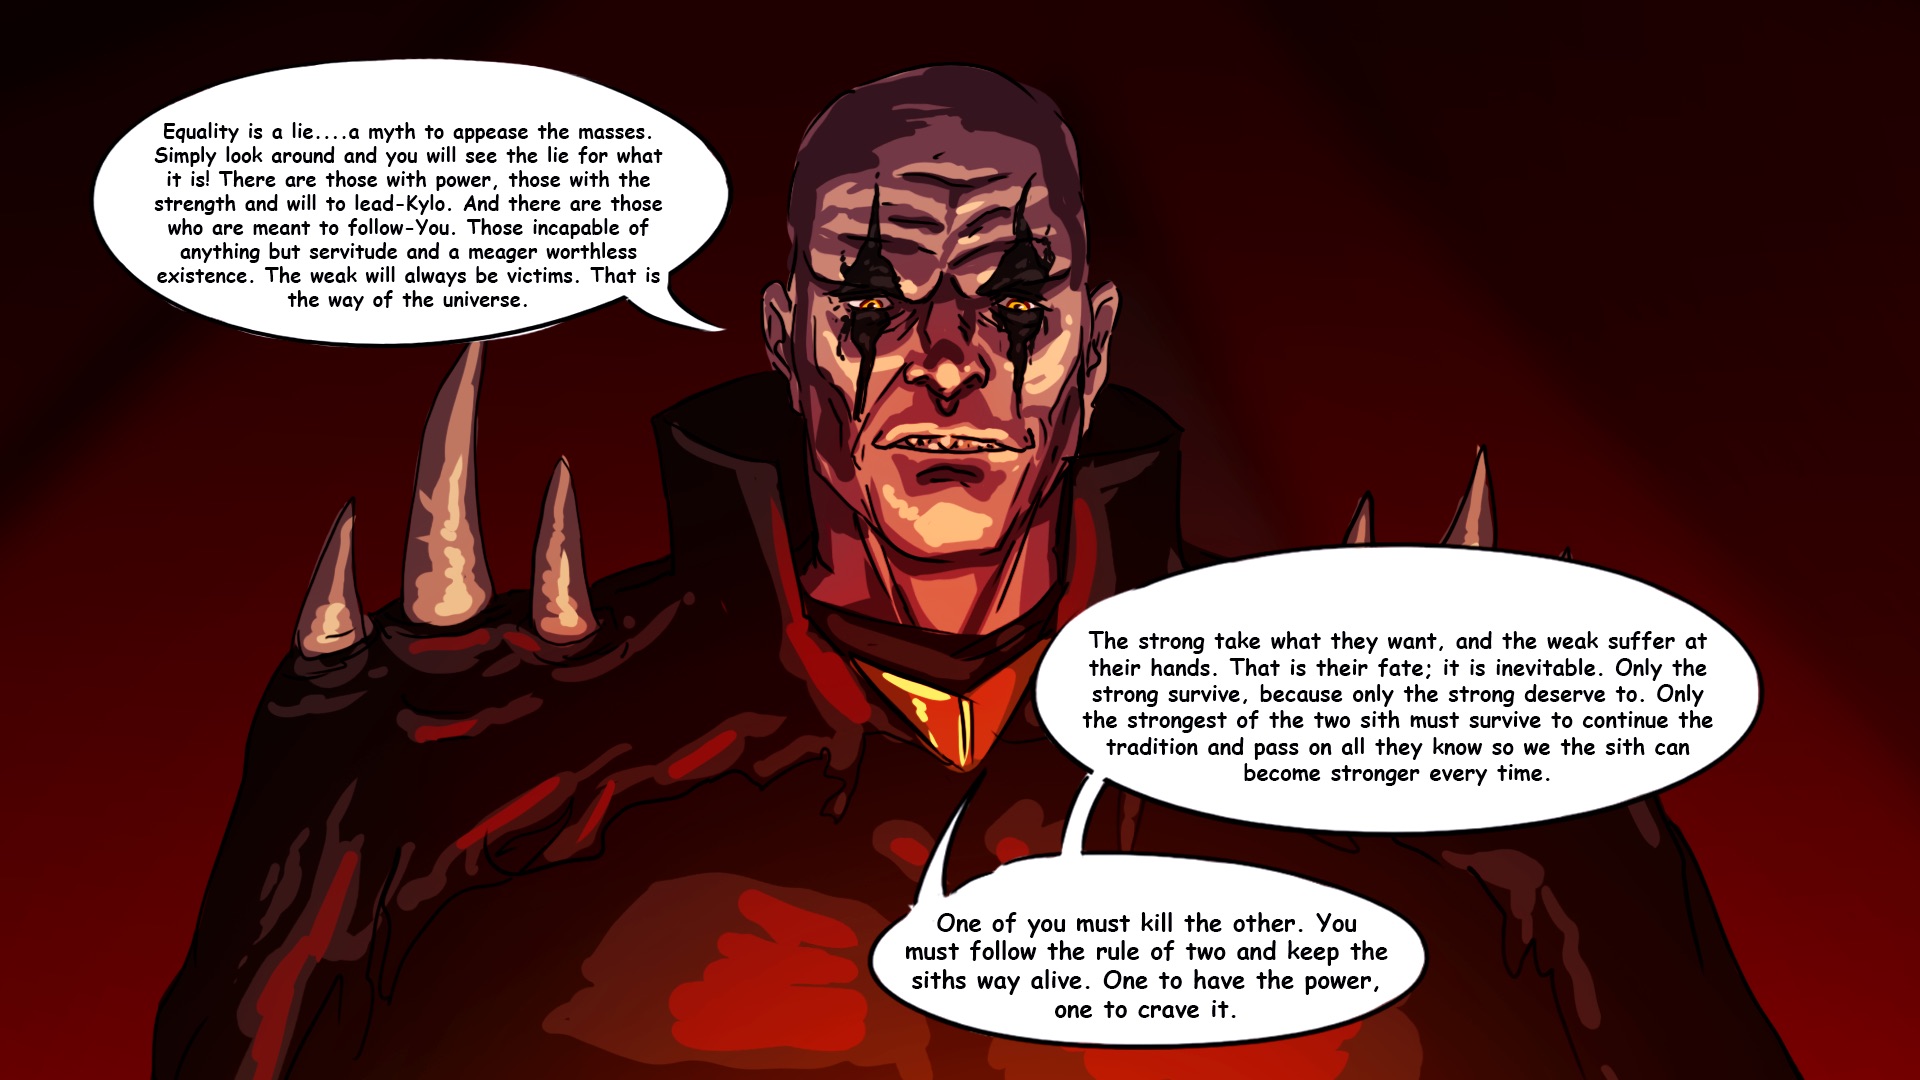 Equality is a lie....a myth to appease the masses.
Simply look around and you will see the lie for what
it is! There are those with power, those with the
strength and will to lead-Kylo. And there are those
who are meant to follow-You. Those incapable of
anything but servitude and a meager worthless
existence. The weak will always be victims. That is
the way of the universe.
The strong take what they want, and the weak suffer at
their hands. That is their fate; it is inevitable. Only the
strong survive, because only the strong deserve to. Only
the strongest of the two sith must survive to continue the
tradition and pass on all they know so we the sith can
become stronger every time.
One of you must kill the other. You
must follow the rule of two and keep the
siths way alive. One to have the power,
one to crave it.